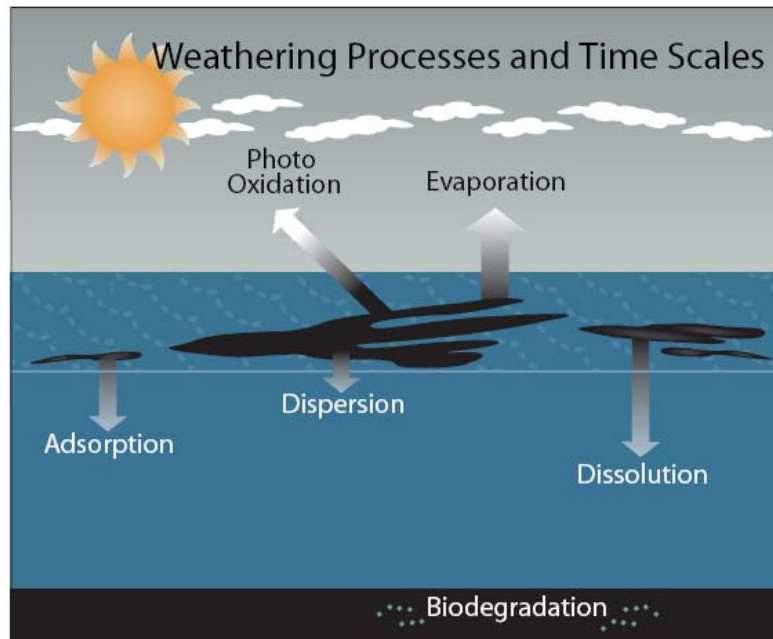 Weathering Processes and Time Scales
Photo
Oxidation
Evaporation
Dispersion
Adsorption
Dissolution
Biodegradation